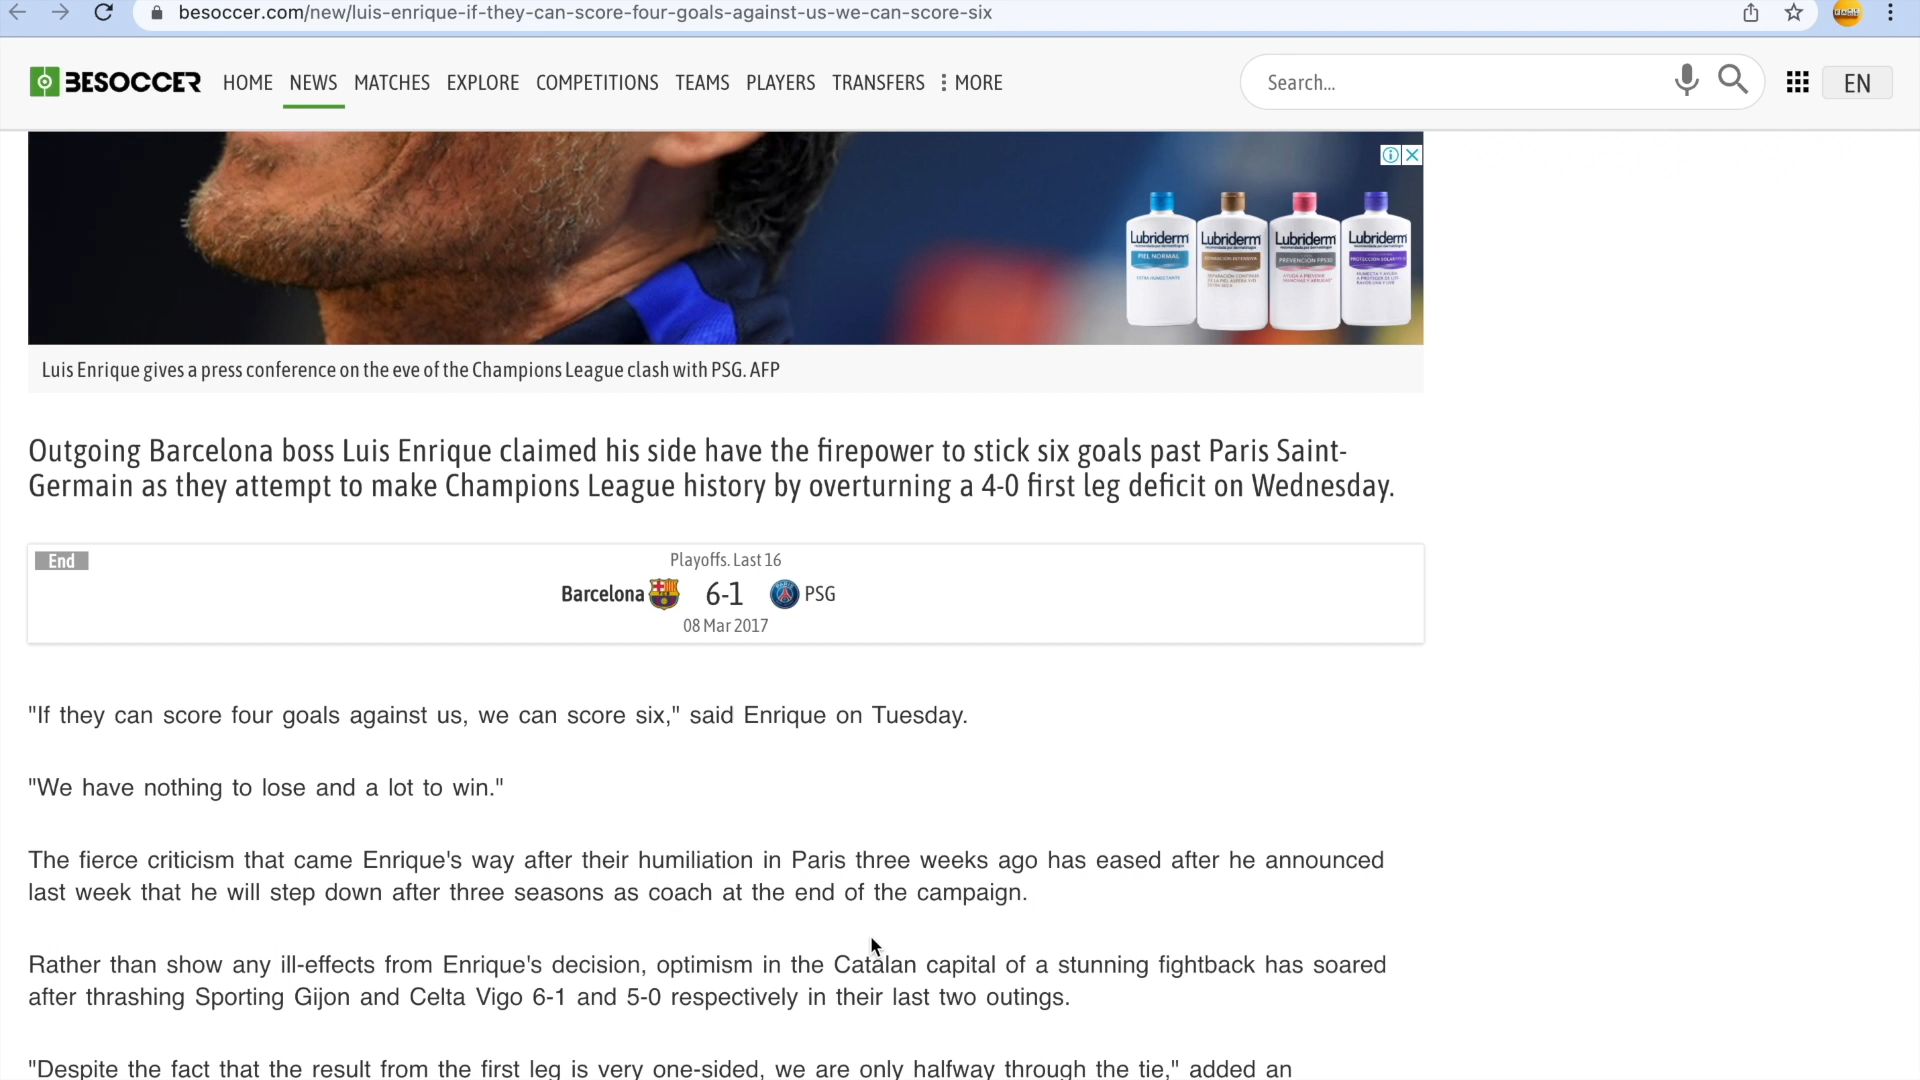 besoccer.com/new/luis-enrique-if-they-can-score-four-goals-against-us-we-can-score-six
BESOCCER HOME NEWS MATCHES EXPLORE COMPETITIONS TEAMS PLAYERS TRANSFERS MORE Search... EN
Lubriderm Lubriderm Lubriderm Lubriderm
PIEL NORMAL PREVENCIÓN FPS30
Luis Enrique gives a press conference on the eve of the Champions League clash with PSG. AFP
Outgoing Barcelona boss Luis Enrique claimed his side have the firepower to stick six goals past Paris Saint-
Germain as they attempt to make Champions League history by overturning a 4-0 first leg deficit on Wednesday.
End
Playoffs. Last 16
Barcelona 6-1 PSG
08 Mar 2017
"If they can score four goals against us, we can score six," said Enrique on Tuesday.
"We have nothing to lose and a lot to win."
The fierce criticism that came Enrique's way after their humiliation in Paris three weeks ago has eased after he announced
last week that he will step down after three seasons as coach at the end of the campaign.
Rather than show any ill-effects from Enrique's decision, optimism in the Catalan capital of a stunning fightback has soared
after thrashing Sporting Gijon and Celta Vigo 6-1 and 5-0 respectively in their last two outings.
"Despite the fact that the result from the first leg is very one-sided, we are only halfway through the tie," added an